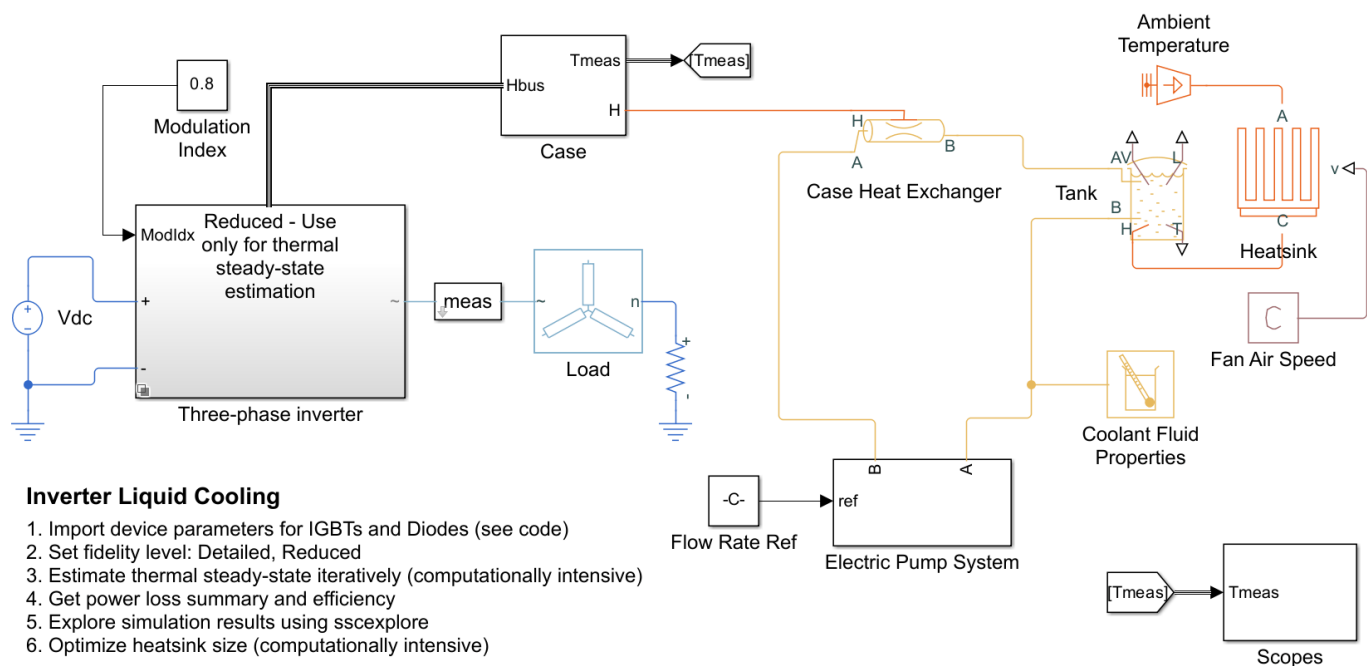 Ambient
Temperature
Tmeas
[Tmeas]
0.8
Hbus
Modulation
Index
H
Case
H
A
B
Case Heat Exchanger
A
AV
L
Tank
B
H
T
v
C
Heatsink
ModIdx
Reduced - Use
only for thermal
steady-state
estimation
+
-
~
+
−
Vdc
meas
~
n
Load
+
-
Three-phase inverter
C
Fan Air Speed
Coolant Fluid
Properties
B
A
-C-
ref
Flow Rate Ref
Electric Pump System
Inverter Liquid Cooling
1. Import device parameters for IGBTs and Diodes (see code)
2. Set fidelity level: Detailed, Reduced
3. Estimate thermal steady-state iteratively (computationally intensive)
4. Get power loss summary and efficiency
5. Explore simulation results using sscexplore
6. Optimize heatsink size (computationally intensive)
[Tmeas]
Tmeas
Scopes